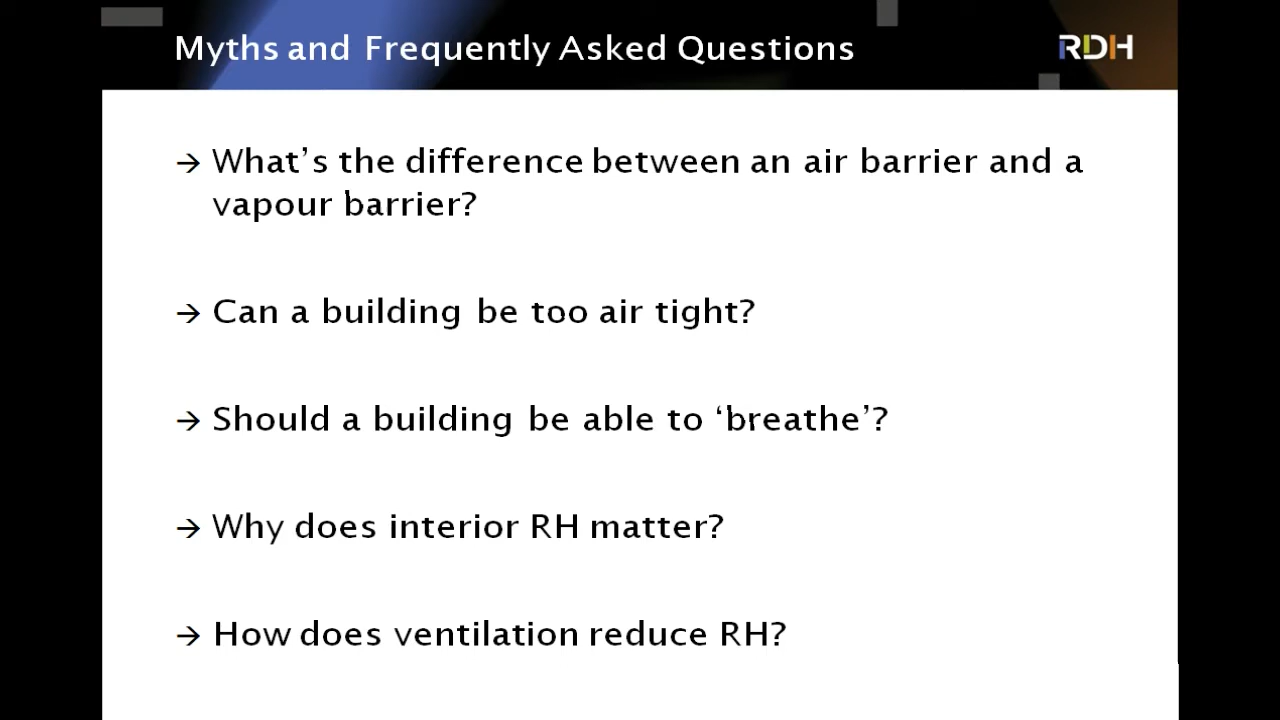 Myths and Frequently Asked Questions
RDH
→ What’s the difference between an air barrier and a
vapour barrier?
→ Can a building be too air tight?
→ Should a building be able to ‘breathe’?
→ Why does interior RH matter?
→ How does ventilation reduce RH?